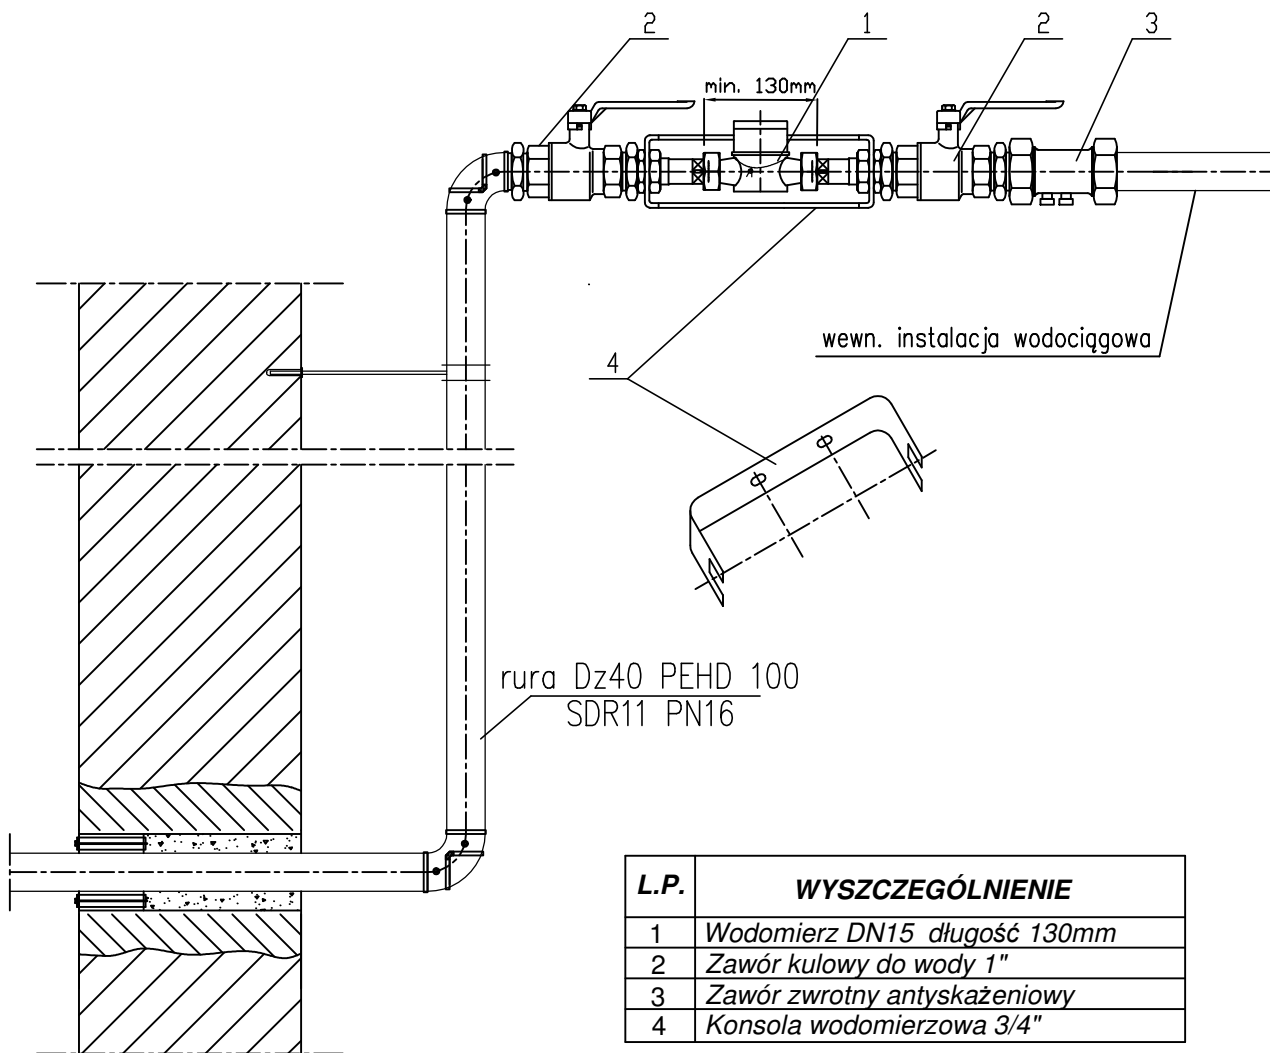 2 1 2 3
min. 130mm
wewn. instalacja wodociągowa
4
rura Dz40 PEHD 100
SDR11 PN16
L.P. WYSZCZEGÓLNIENIE
1 Wodomierz DN15 długość 130mm
2 Zawór kulowy do wody 1"
3 Zawór zwrotny antyskażeniowy
4 Konsola wodomierzowa 3/4"